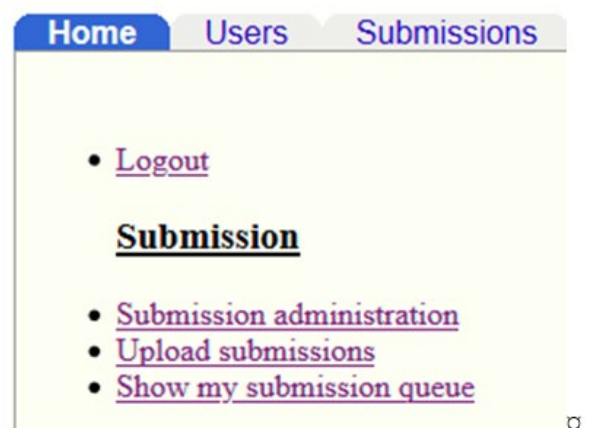 Home Users Submissions
Logout
Submission
Submission administration
Upload submissions
Show my submission queue
¤